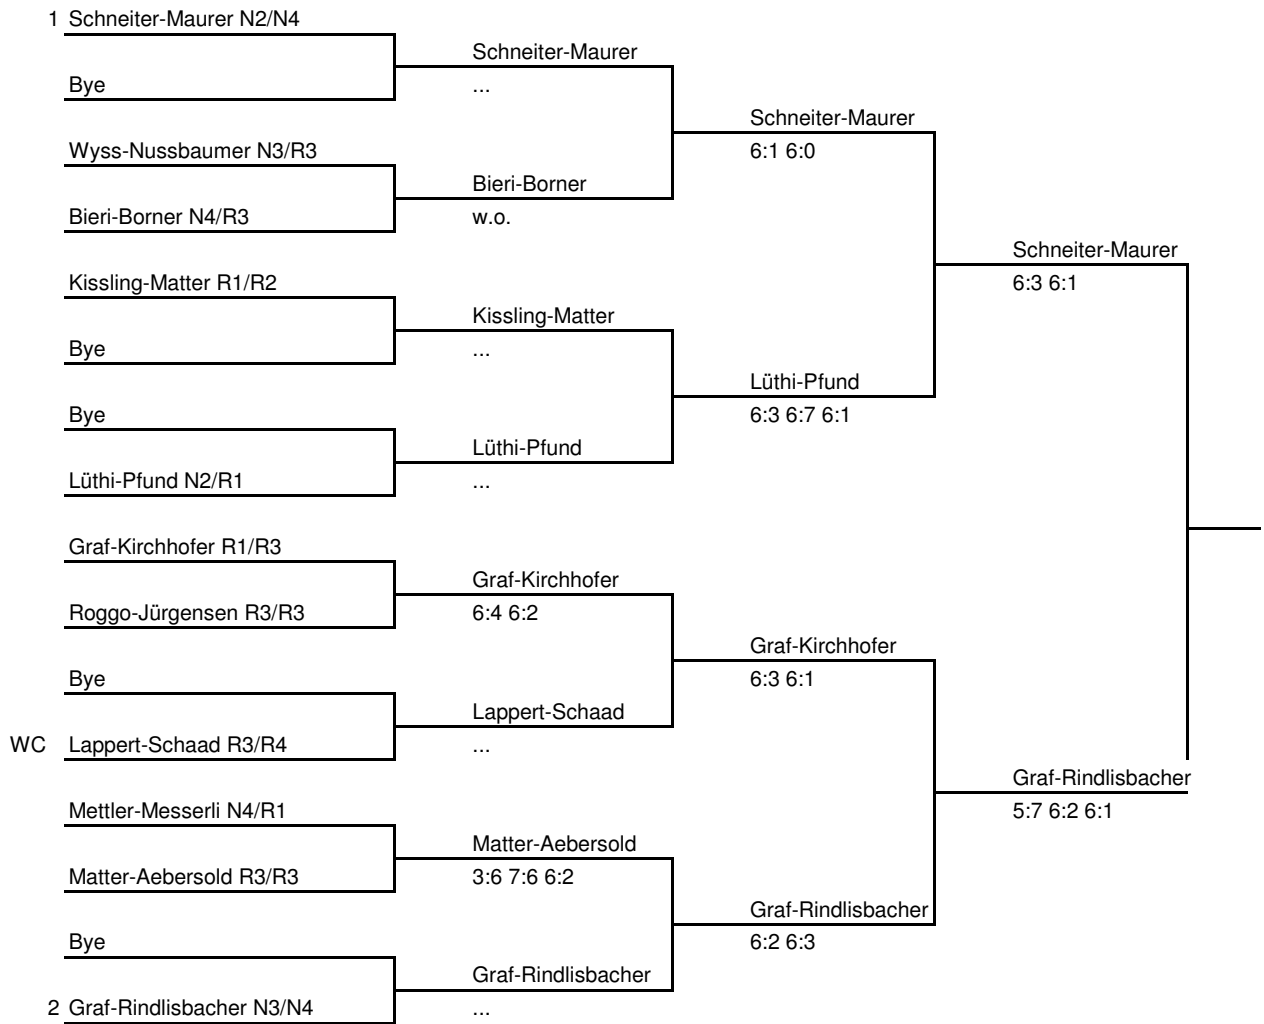 1 Schneiter-Maurer N2/N4
Schneiter-Maurer
Bye
...
Schneiter-Maurer
Wyss-Nussbaumer N3/R3
6:1 6:0
Bieri-Borner
Bieri-Borner N4/R3
w.o.
Schneiter-Maurer
Kissling-Matter R1/R2
6:3 6:1
Kissling-Matter
Bye
...
Lüthi-Pfund
Bye
6:3 6:7 6:1
Lüthi-Pfund
Lüthi-Pfund N2/R1
...
Graf-Kirchhofer R1/R3
Graf-Kirchhofer
Roggo-Jürgensen R3/R3
6:4 6:2
Graf-Kirchhofer
Bye
6:3 6:1
Lappert-Schaad
WC Lappert-Schaad R3/R4
...
Graf-Rindlisbacher
Mettler-Messerli N4/R1
5:7 6:2 6:1
Matter-Aebersold
Matter-Aebersold R3/R3
3:6 7:6 6:2
Graf-Rindlisbacher
Bye
6:2 6:3
Graf-Rindlisbacher
2 Graf-Rindlisbacher N3/N4
...